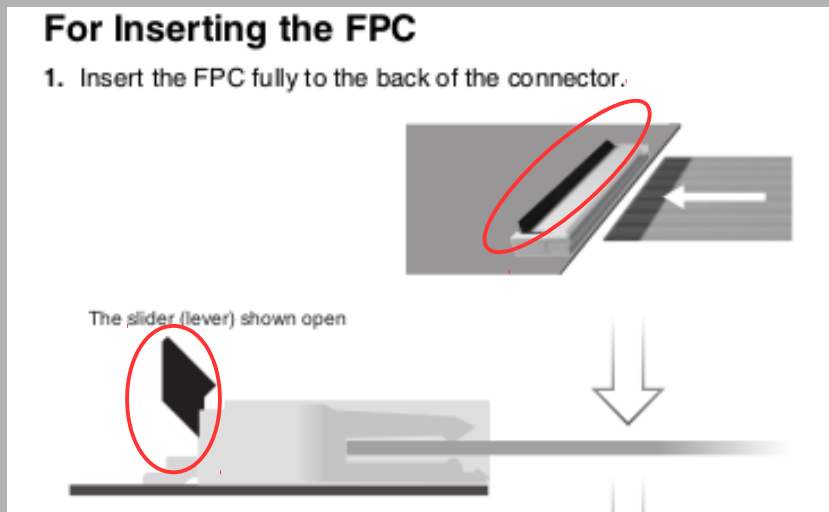 For Inserting the FPC
1. Insert the FPC fully to the back of the connector.
The slider (lever) shown open